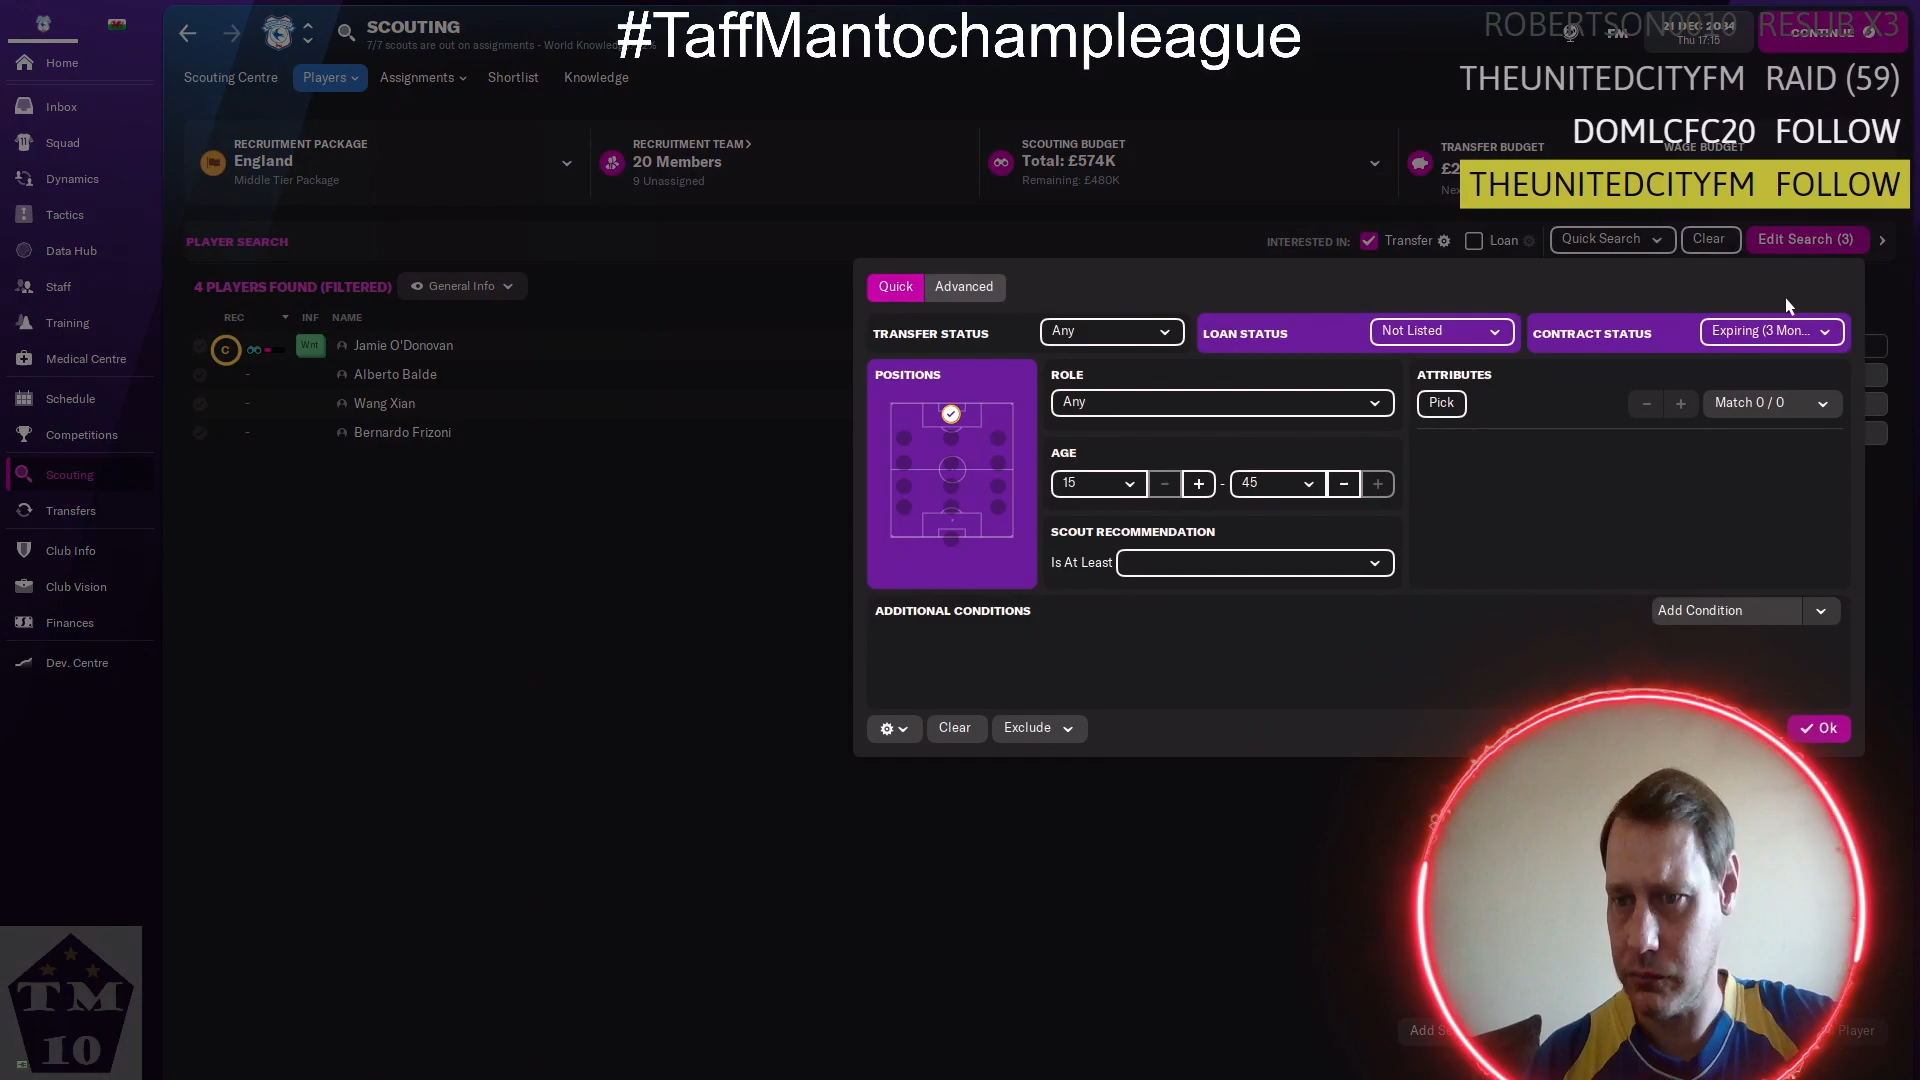 #TaffMantochampleague
ROBERTSON0010 RESUB X3
THEUNITEDCITYFM RAID (59)
DOMLCFC20 FOLLOW
THEUNITEDCITYFM FOLLOW
SCOUTING
7/7 scouts are out on assignments - World Knowledge
21 DEC 2034
Thu 17:15
CONTINUE
FM
Scouting Centre
Players
Assignments
Shortlist
Knowledge
Home
Inbox
Squad
Dynamics
Tactics
Data Hub
Staff
Training
Medical Centre
Schedule
Competitions
Scouting
Transfers
Club Info
Club Vision
Finances
Dev. Centre
TM
10
RECRUITMENT PACKAGE
England
Middle Tier Package
RECRUITMENT TEAM >
20 Members
9 Unassigned
SCOUTING BUDGET
Total: £574K
Remaining: £480K
TRANSFER BUDGET
WAGE BUDGET
PLAYER SEARCH
INTERESTED IN: Transfer Loan
Quick Search
Clear
Edit Search (3)
4 PLAYERS FOUND (FILTERED)
General Info
REC INF NAME
C Wnt Jamie O'Donovan
- Alberto Balde
- Wang Xian
- Bernardo Frizoni
Quick Advanced
TRANSFER STATUS Any
LOAN STATUS Not Listed
CONTRACT STATUS Expiring (3 Mon...
POSITIONS
ROLE
Any
AGE
15 - + - 45 - +
SCOUT RECOMMENDATION
Is At Least
ATTRIBUTES
Pick - + Match 0 / 0
ADDITIONAL CONDITIONS
Add Condition
Clear Exclude
Ok
Player